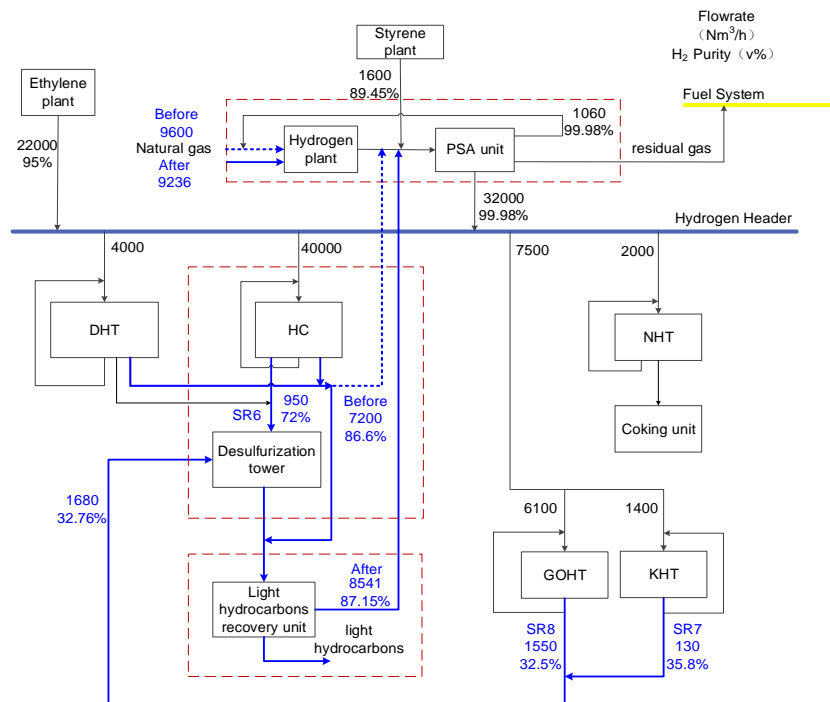 Flowrate
（Nm³/h）
H₂ Purity（v%）
Styrene
plant
Ethylene
plant
1600
89.45%
Fuel System
Before
9600
Natural gas
After
9236
Hydrogen
plant
PSA unit
1060
99.98%
residual gas
22000
95%
32000
99.98%
Hydrogen Header
4000
40000
7500
2000
DHT
HC
NHT
SR6
950
72%
Before
7200
86.6%
Coking unit
Desulfurization
tower
1680
32.76%
6100
1400
After
8541
87.15%
GOHT
KHT
Light
hydrocarbons
recovery unit
light
hydrocarbons
SR8
1550
32.5%
SR7
130
35.8%